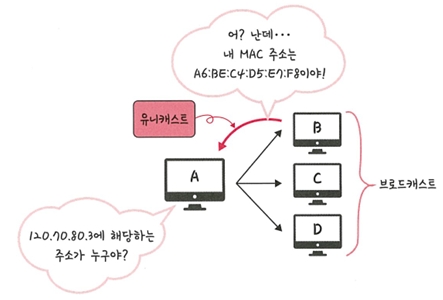 어? 난데...
내 MAC 주소는
A6:BE:C4:D5:E7:F8이야!
유니캐스트
B
A
C
브로드캐스트
D
120.70.80.3에 해당하는
주소가 누구야?